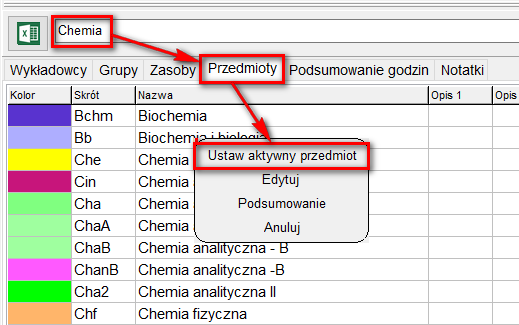 Chemia
Wykładowcy Grupy Zasoby Przedmioty Podsumowanie godzin Notatki
Kolor Skrót Nazwa Opis 1 Opis
Bchm Biochemia
Bb Biochemia i biologia
Che Chemia
Cin Chemia
Cha Chemia
ChaA Chemia
ChaB Chemia analityczna - B
ChanB Chemia analityczna -B
Cha2 Chemia analityczna II
Chf Chemia fizyczna
Ustaw aktywny przedmiot
Edytuj
Podsumowanie
Anuluj